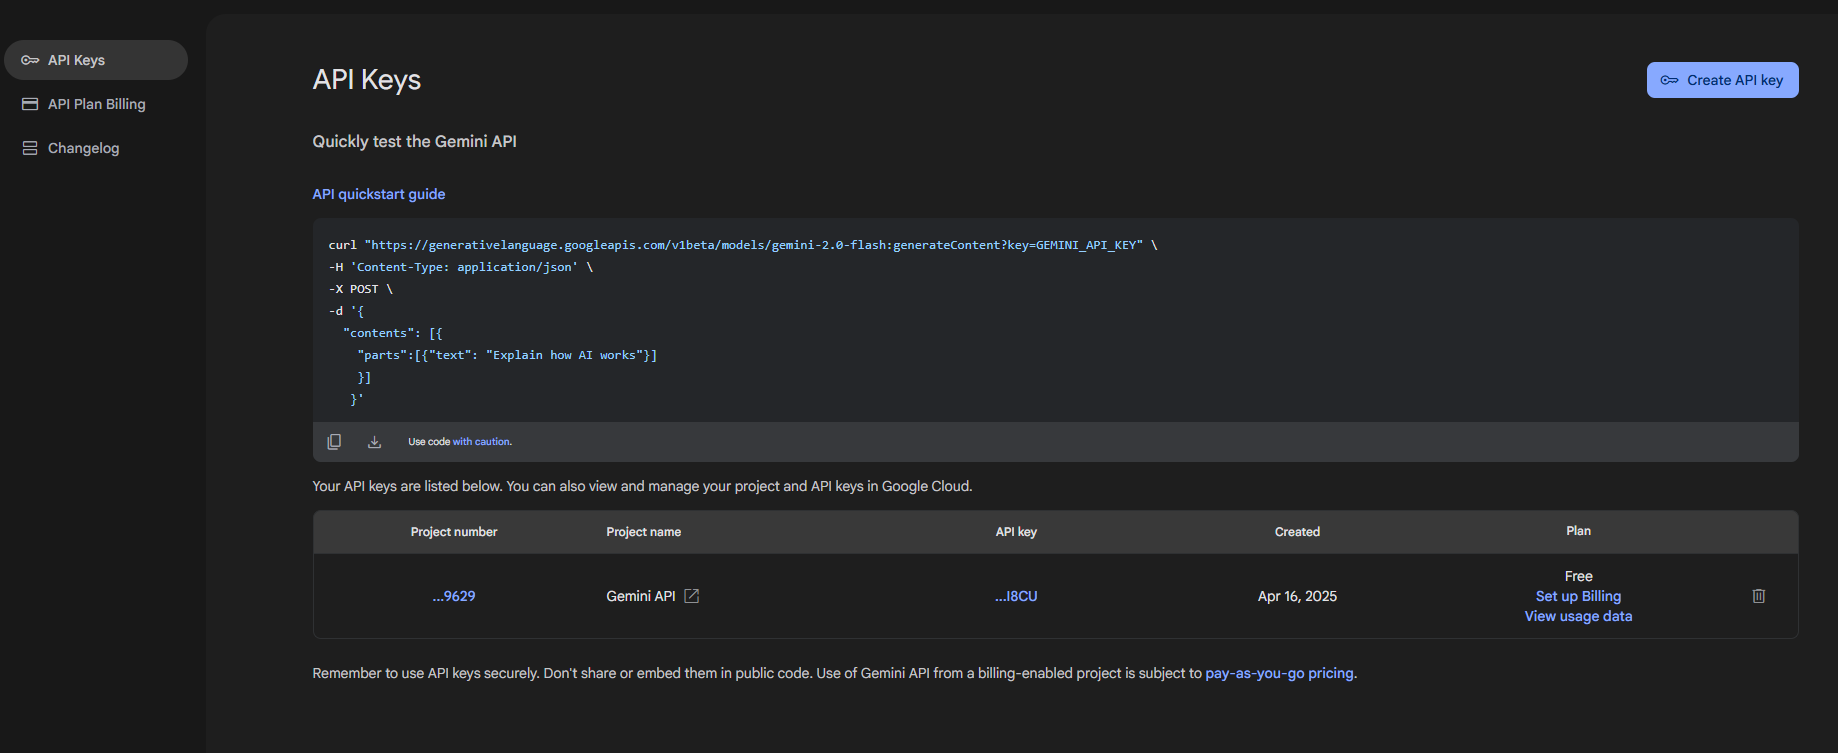 API Keys
API Plan Billing
Changelog
API Keys
Create API key
Quickly test the Gemini API
API quickstart guide
curl "https://generativelanguage.googleapis.com/v1beta/models/gemini-2.0-flash:generateContent?key=GEMINI_API_KEY" \
-H 'Content-Type: application/json' \
-X POST \
-d '{
"contents": [{
"parts":[{"text": "Explain how AI works"}]
}]
}'
Use code with caution.
Your API keys are listed below. You can also view and manage your project and API keys in Google Cloud.
Project number Project name API key Created Plan
...9629 Gemini API ...I8CU Apr 16, 2025 Free
Set up Billing
View usage data
Remember to use API keys securely. Don't share or embed them in public code. Use of Gemini API from a billing-enabled project is subject to pay-as-you-go pricing.